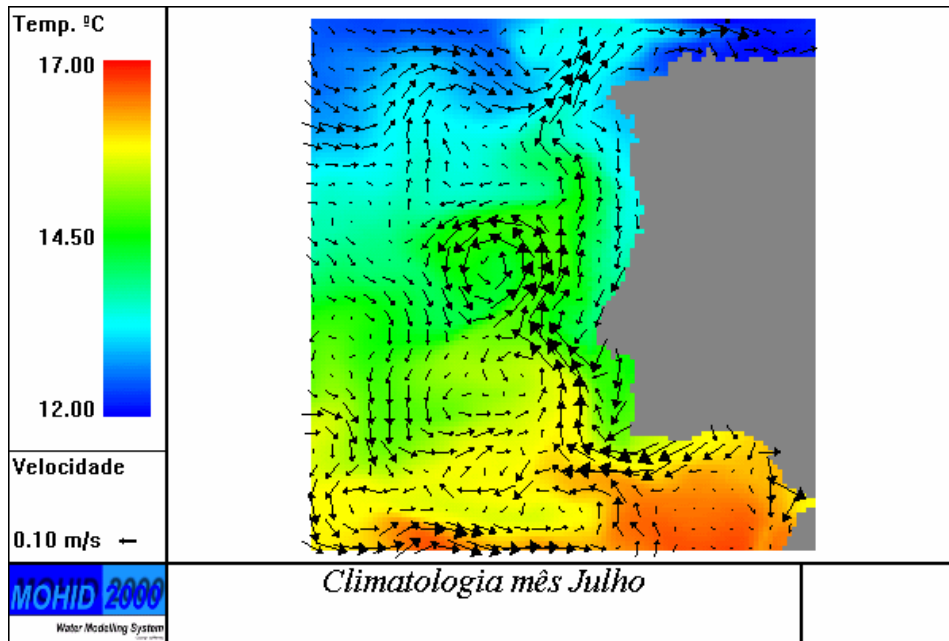 Temp. ºC
17.00
14.50
12.00
Velocidade
0.10 m/s
Climatologia mês Julho
MOHID 2000
Water Modelling System